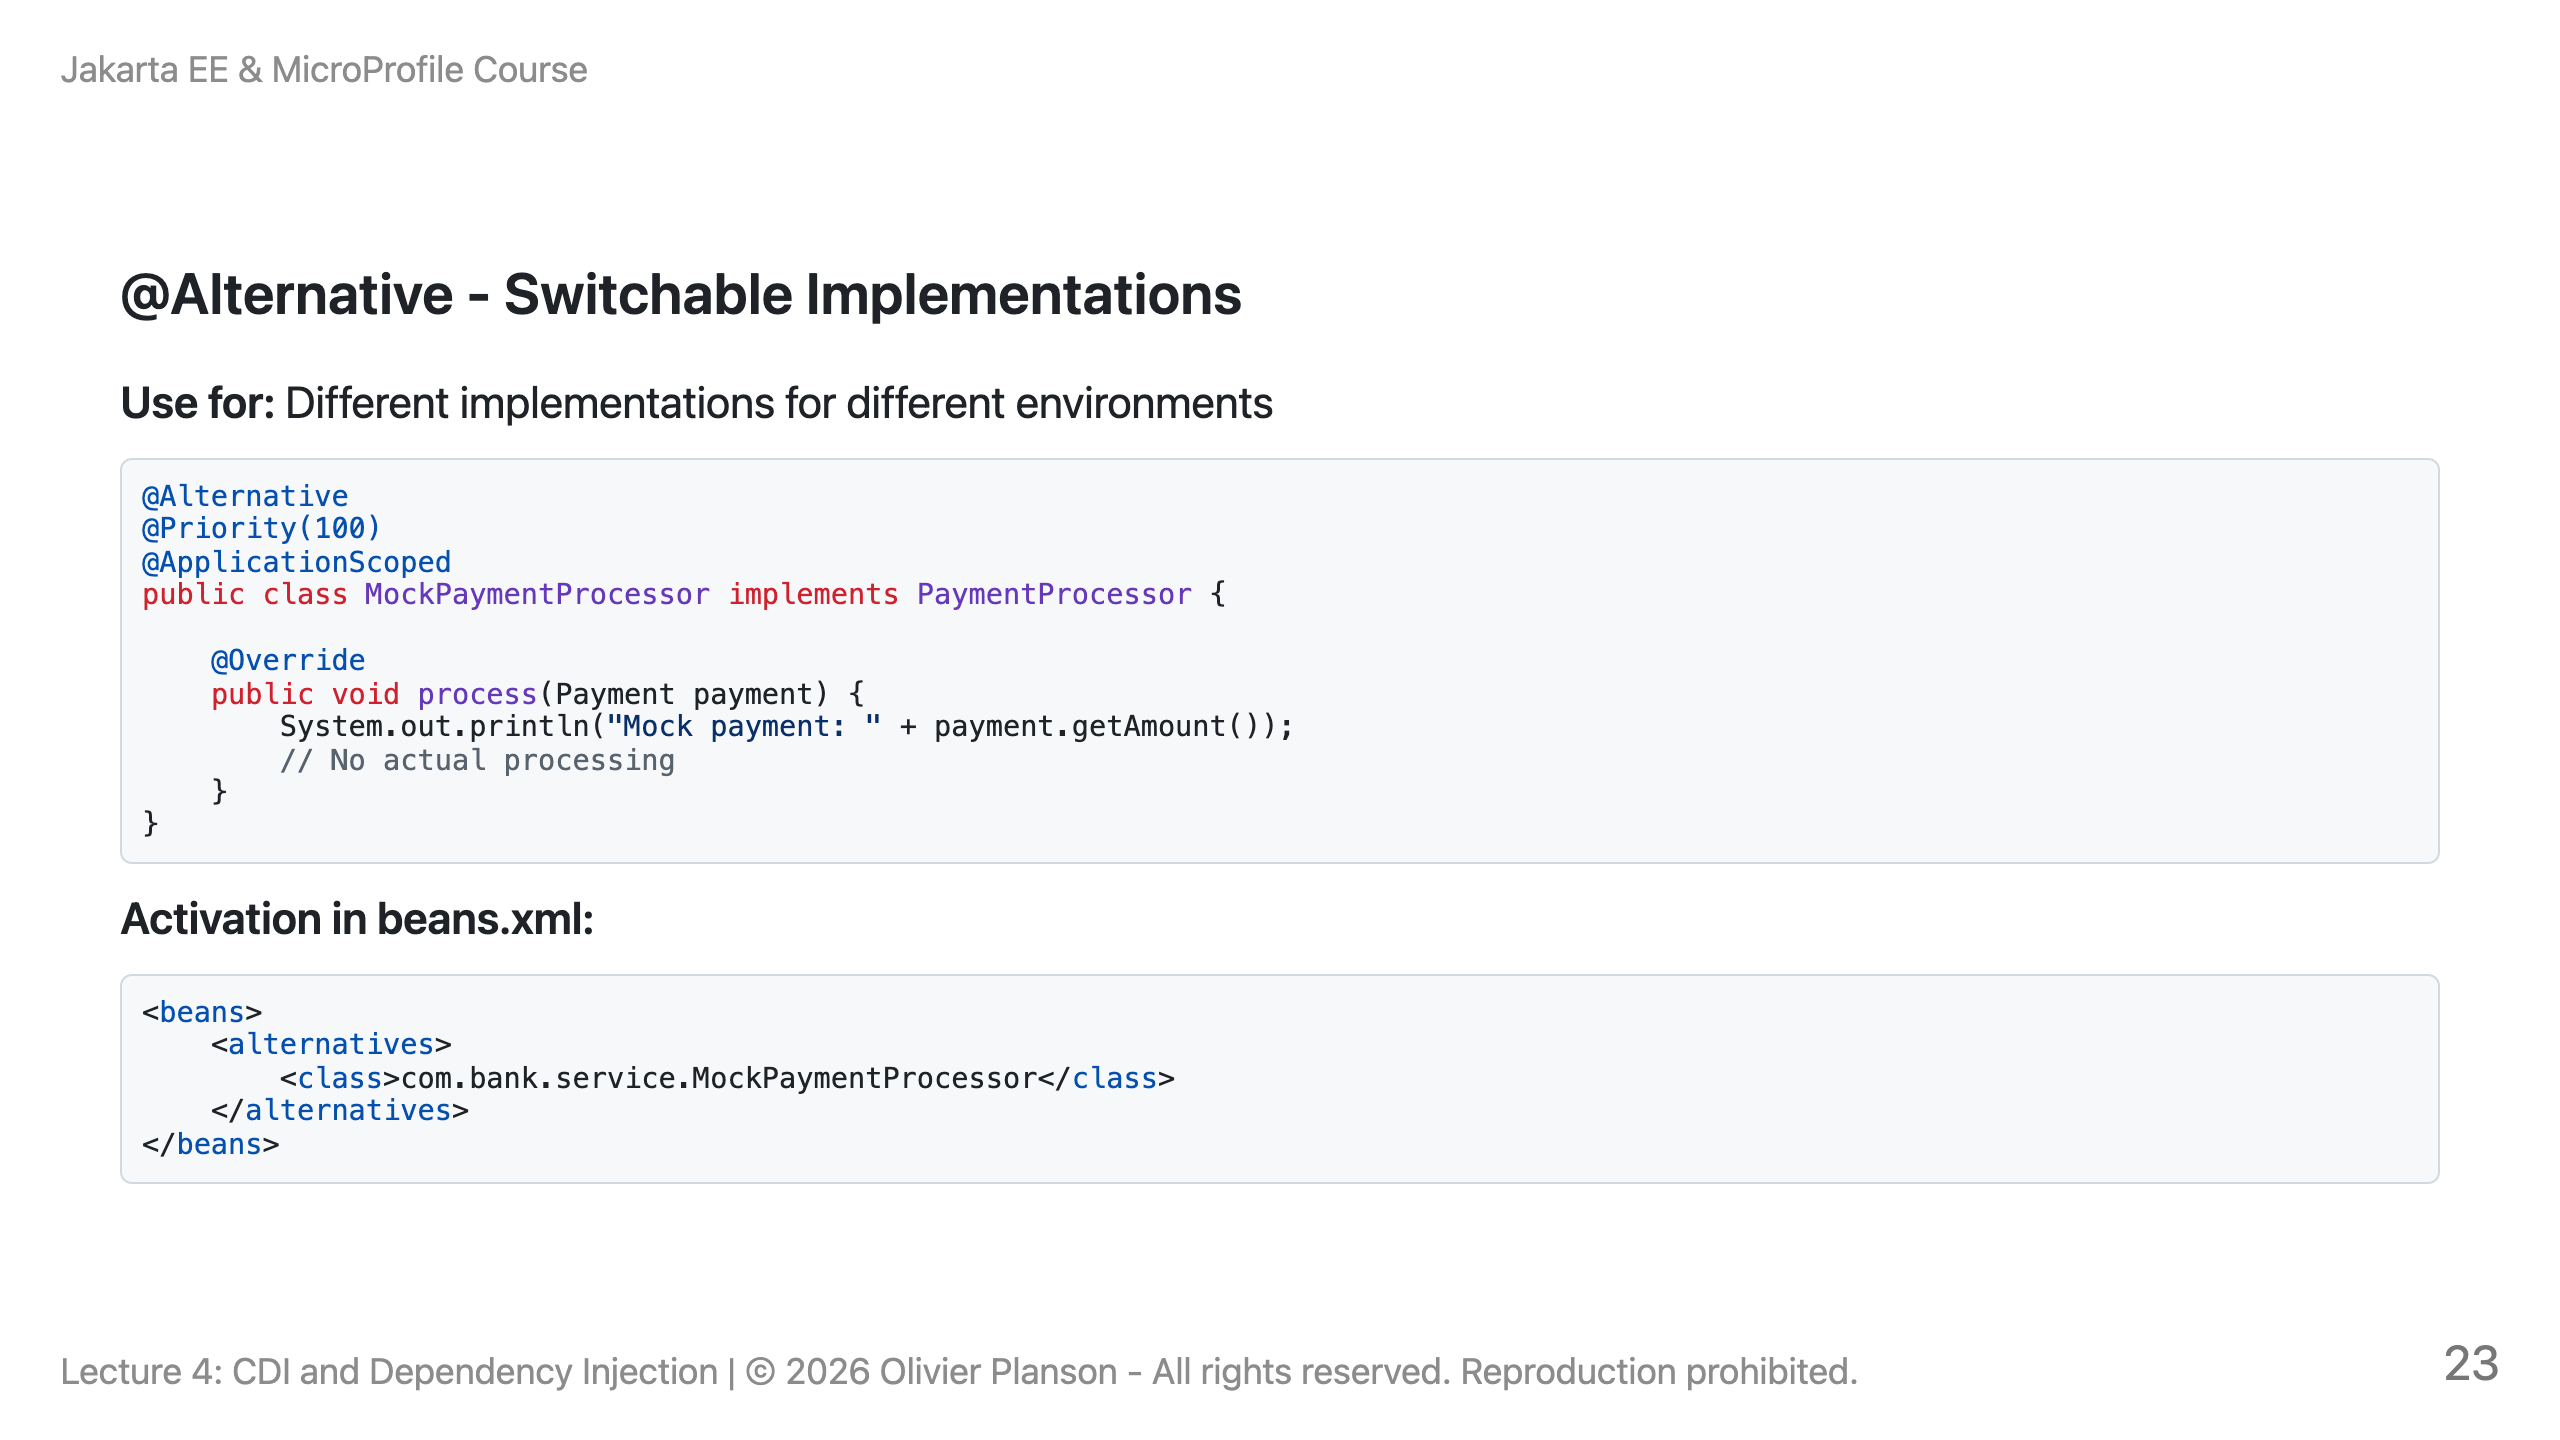 Jakarta EE & MicroProfile Course
@Alternative - Switchable Implementations
Use for: Different implementations for different environments
@Alternative
@Priority(100)
@ApplicationScoped
public class MockPaymentProcessor implements PaymentProcessor {
    @Override
    public void process(Payment payment) {
        System.out.println("Mock payment: " + payment.getAmount());
        // No actual processing
    }
}
Activation in beans.xml:
<beans>
    <alternatives>
        <class>com.bank.service.MockPaymentProcessor</class>
    </alternatives>
</beans>
Lecture 4: CDI and Dependency Injection | © 2026 Olivier Planson - All rights reserved. Reproduction prohibited.
23